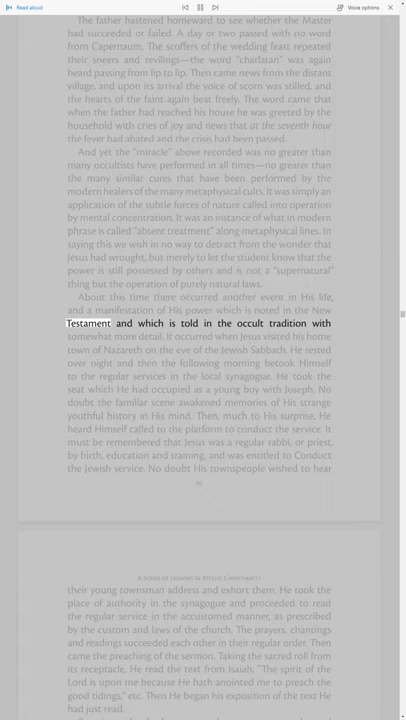 Read aloud
Voice options
The father hastened homeward to see whether the Master
had succeeded or failed. A day or two passed with no word
from Capernaum. The scoffers of the wedding feast repeated
their sneers and revilings—the word "charlatan" was again
heard passing from lip to lip. Then came news from the distant
village, and upon its arrival the voice of scorn was stilled, and
the hearts of the faint again beat freely. The word came that
when the father had reached his house he was greeted by the
household with cries of joy and news that at the seventh hour
the fever had abated and the crisis had been passed.
And yet the "miracle" above recorded was no greater than
many occultists have performed in all times—no greater than
the many similar cures that have been performed by the
modern healers of the many metaphysical cults. It was simply an
application of the subtle forces of nature called into operation
by mental concentration. It was an instance of what in modern
phrase is called "absent treatment" along metaphysical lines. In
saying this we wish in no way to detract from the wonder that
Jesus had wrought, but merely to let the student know that the
power is still possessed by others and is not a "supernatural"
thing but the operation of purely natural laws.
About this time there occurred another event in His life,
and a manifestation of His power which is noted in the New
Testament and which is told in the occult tradition with
somewhat more detail. It occurred when Jesus visited his home
town of Nazareth on the eve of the Jewish Sabbath. He rested
over night and then the following morning betook Himself
to the regular services in the local synagogue. He took the
seat which He had occupied as a young boy with Joseph. No
doubt the familiar scene awakened memories of His strange
youthful history in His mind. Then, much to His surprise, He
heard Himself called to the platform to conduct the service. It
must be remembered that Jesus was a regular rabbi, or priest,
by birth, education and training, and was entitled to Conduct
the Jewish service. No doubt His townspeople wished to hear
A Series of Lessons in Mystic Christianity
their young townsman address and exhort them. He took the
place of authority in the synagogue and proceeded to read
the regular service in the accustomed manner, as prescribed
by the custom and laws of the church. The prayers, chantings
and readings succeeded each other in their regular order. Then
came the preaching of the sermon. Taking the sacred roll from
its receptacle, He read the text from Isaiah, "The spirit of the
Lord is upon me because He hath anointed me to preach the
good tidings," etc. Then He began his exposition of the text He
had just read.